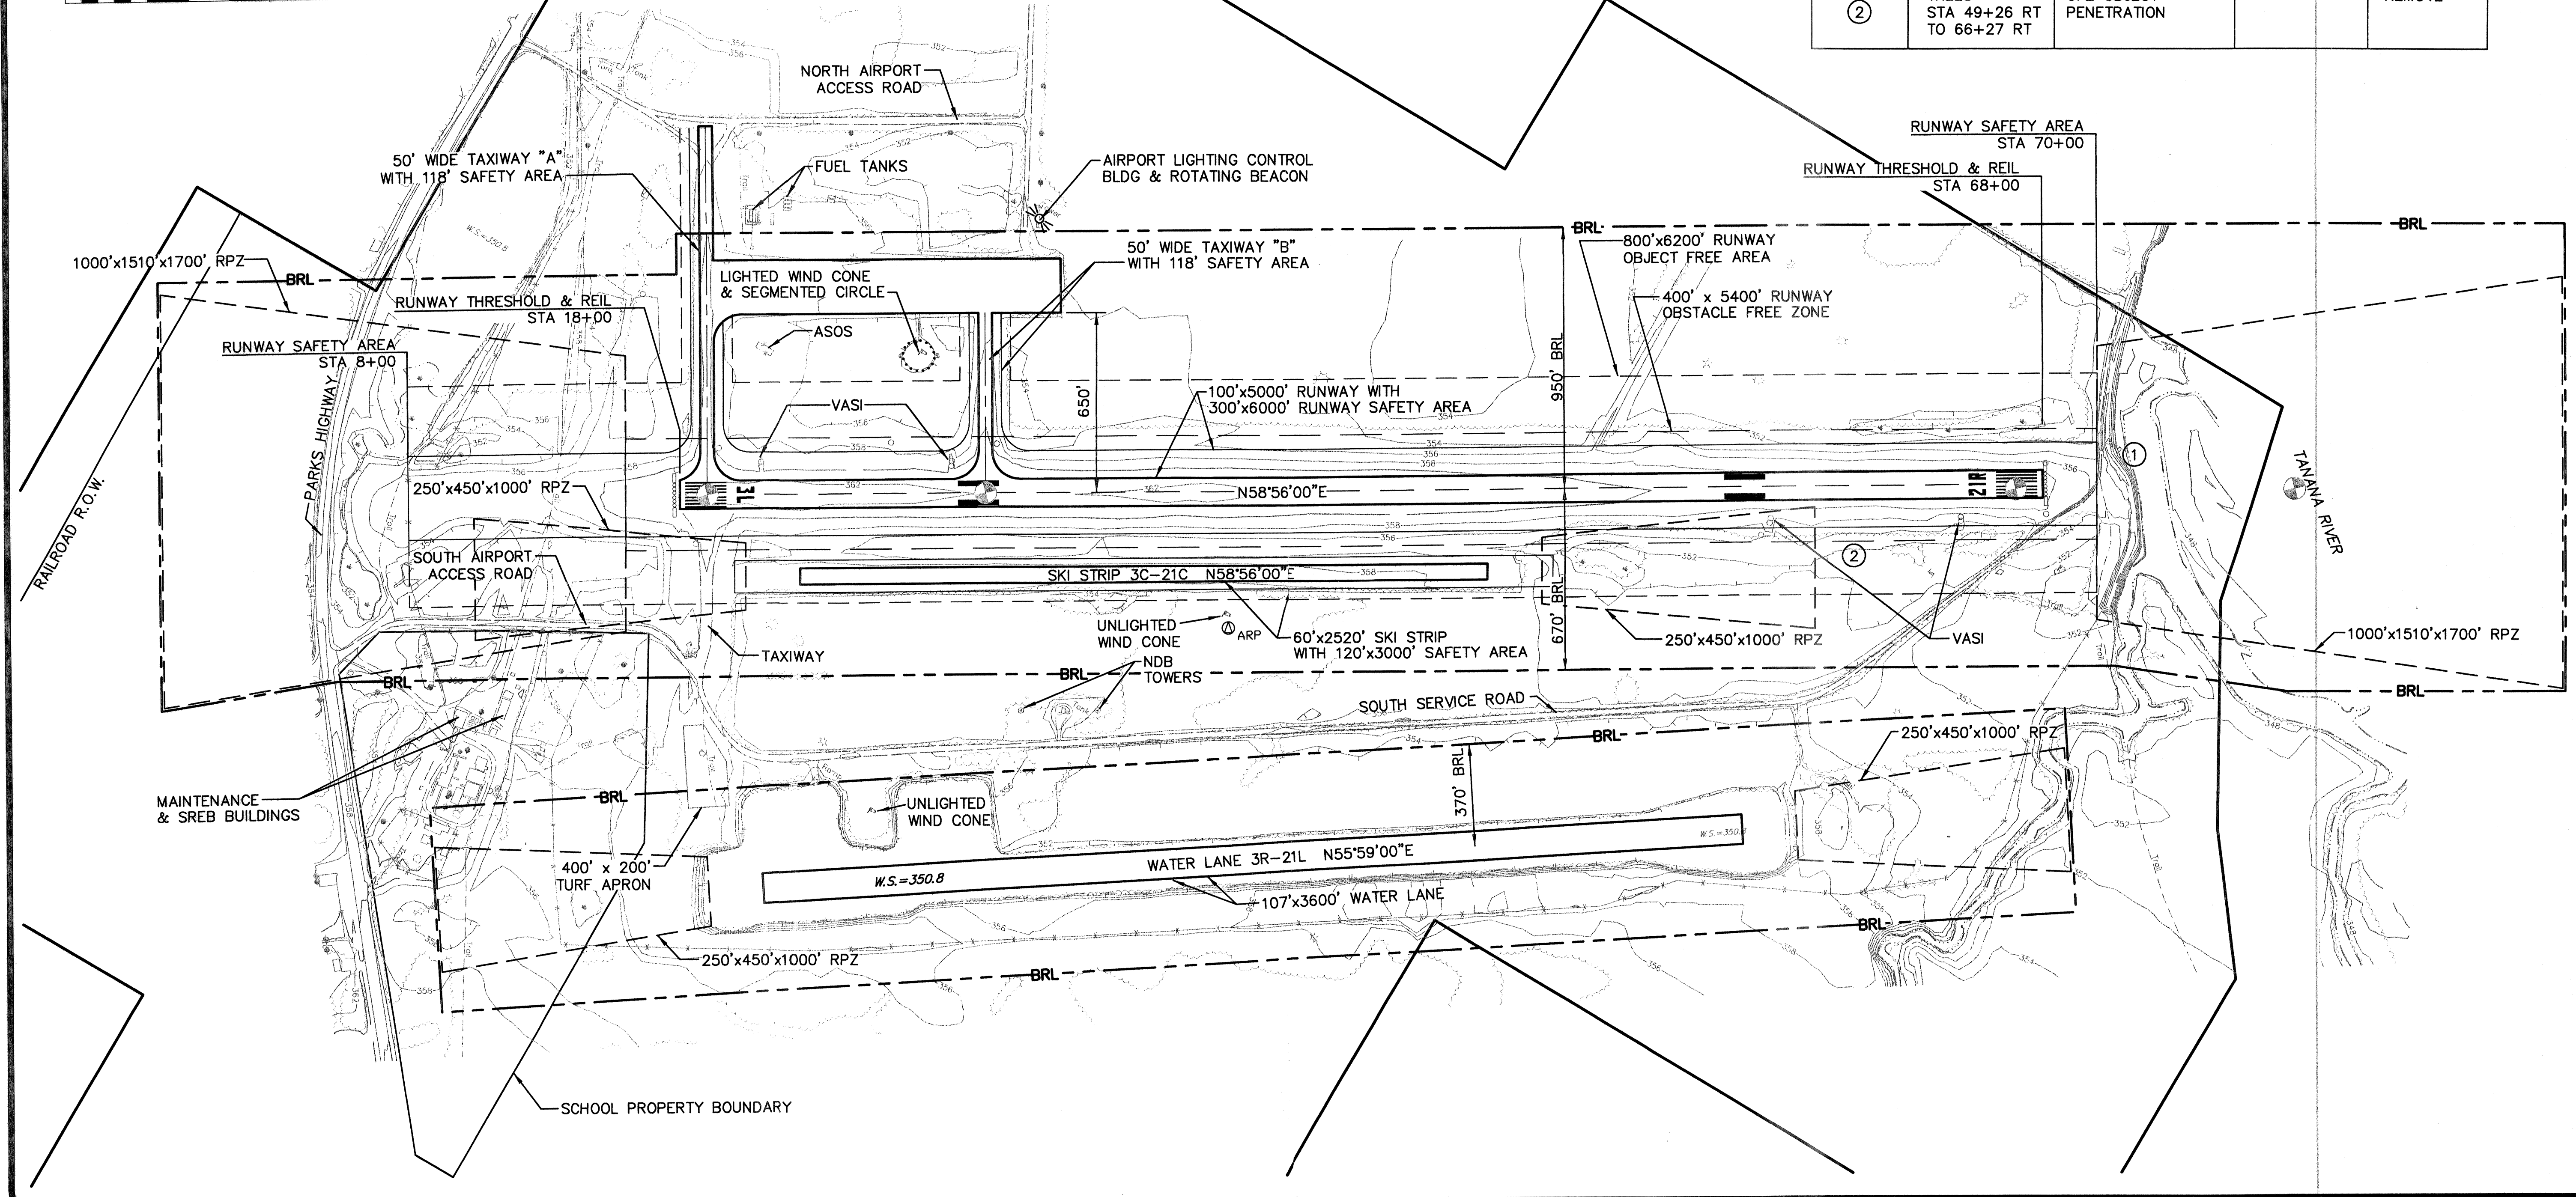 ②
STA 49+26 RT
TO 66+27 RT
PENETRATION
NORTH AIRPORT
ACCESS ROAD
50' WIDE TAXIWAY "A"
WITH 118' SAFETY AREA
FUEL TANKS
AIRPORT LIGHTING CONTROL
BLDG & ROTATING BEACON
RUNWAY SAFETY AREA
STA 70+00
RUNWAY THRESHOLD & REIL
STA 68+00
W.S.=350.8
BRL
BRL
800'x6200' RUNWAY
OBJECT FREE AREA
50' WIDE TAXIWAY "B"
WITH 118' SAFETY AREA
1000'x1510'x1700' RPZ
BRL
LIGHTED WIND CONE
& SEGMENTED CIRCLE
RUNWAY THRESHOLD & REIL
STA 18+00
400' x 5400' RUNWAY
OBSTACLE FREE ZONE
ASOS
RUNWAY SAFETY AREA
STA 8+00
950' BRL
650'
100'x5000' RUNWAY WITH
300'x6000' RUNWAY SAFETY AREA
VASI
PARKS HIGHWAY
RAILROAD R.O.W.
①
TANANA RIVER
250'x450'x1000' RPZ
3L
N58°56'00"E
21R
SOUTH AIRPORT
ACCESS ROAD
②
SKI STRIP 3C-21C N58°56'00"E
UNLIGHTED
WIND CONE
ARP
60'x2520' SKI STRIP
WITH 120'x3000' SAFETY AREA
670' BRL
250'x450'x1000' RPZ
VASI
1000'x1510'x1700' RPZ
TAXIWAY
NDB
TOWERS
BRL
BRL
BRL
SOUTH SERVICE ROAD
BRL
250'x450'x1000' RPZ
MAINTENANCE
& SREB BUILDINGS
BRL
UNLIGHTED
WIND CONE
370' BRL
400' x 200'
TURF APRON
W.S.=350.8
WATER LANE 3R-21L N55°59'00"E
W.S.=350.8
107'x3600' WATER LANE
BRL
250'x450'x1000' RPZ
BRL
SCHOOL PROPERTY BOUNDARY